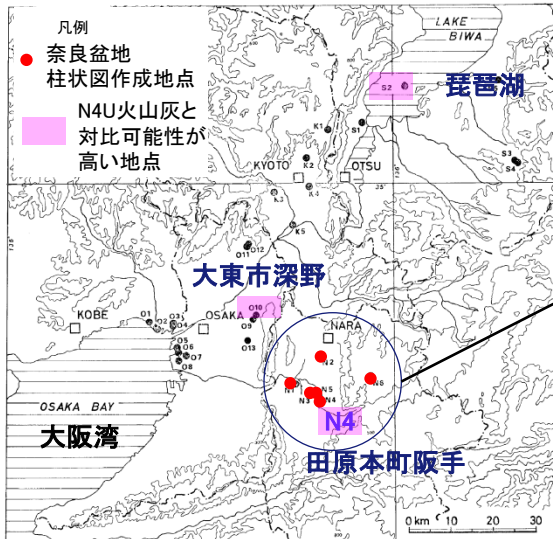 凡例
奈良盆地
柱状図作成地点
N4U火山灰と
対比可能性が
高い地点
LAKE
BIWA
琵琶湖
S2
S1
K1
K2
KYOTO
OTSU
S3
S4
K3
K4
35°
136°
135°
K5
O12
O11
大東市深野
O10
KOBE
O1
O2
O3
O4
OSAKA
O9
O5
O6
O7
O8
O13
NARA
N2
N1
N6
N5
N3
N4
OSAKA BAY
大阪湾
N4
田原本町阪手
0 km 10 20 30